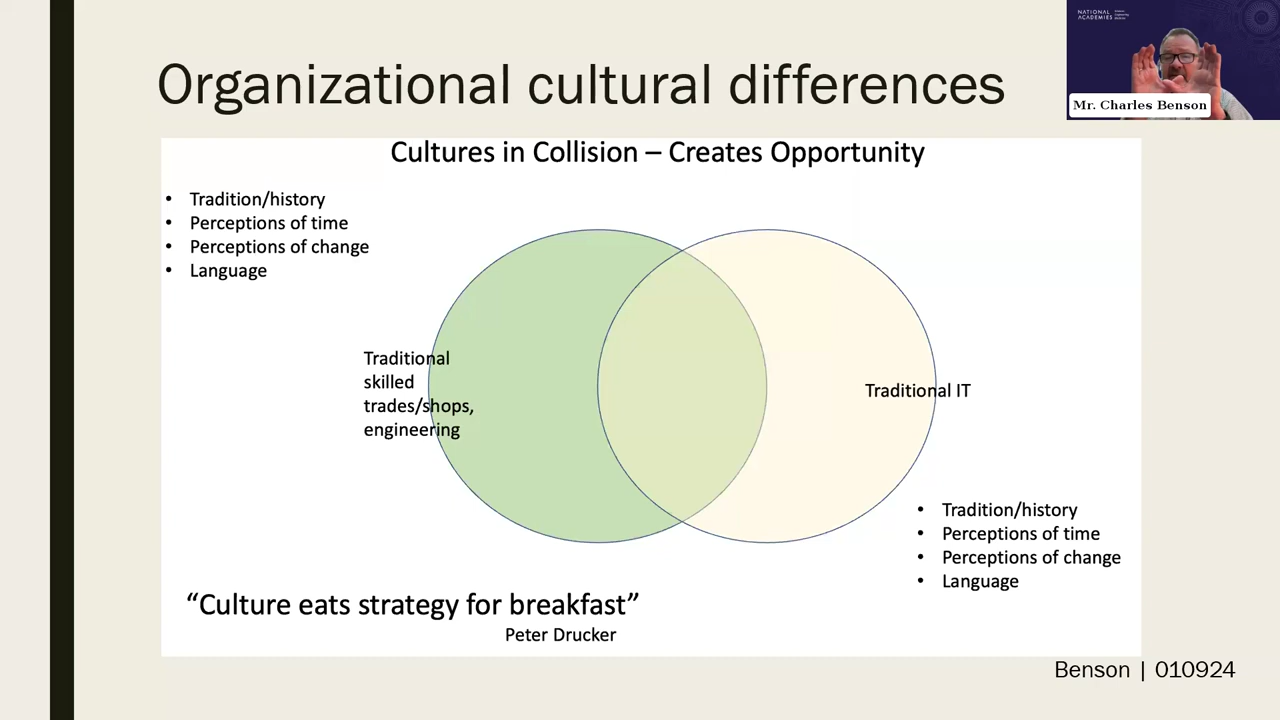 Organizational cultural differences
NATIONAL
ACADEMIES
Mr. Charles Benson
Cultures in Collision – Creates Opportunity
• Tradition/history
• Perceptions of time
• Perceptions of change
• Language
Traditional
skilled
trades/shops,
engineering
Traditional IT
• Tradition/history
• Perceptions of time
• Perceptions of change
• Language
“Culture eats strategy for breakfast”
Peter Drucker
Benson | 010924